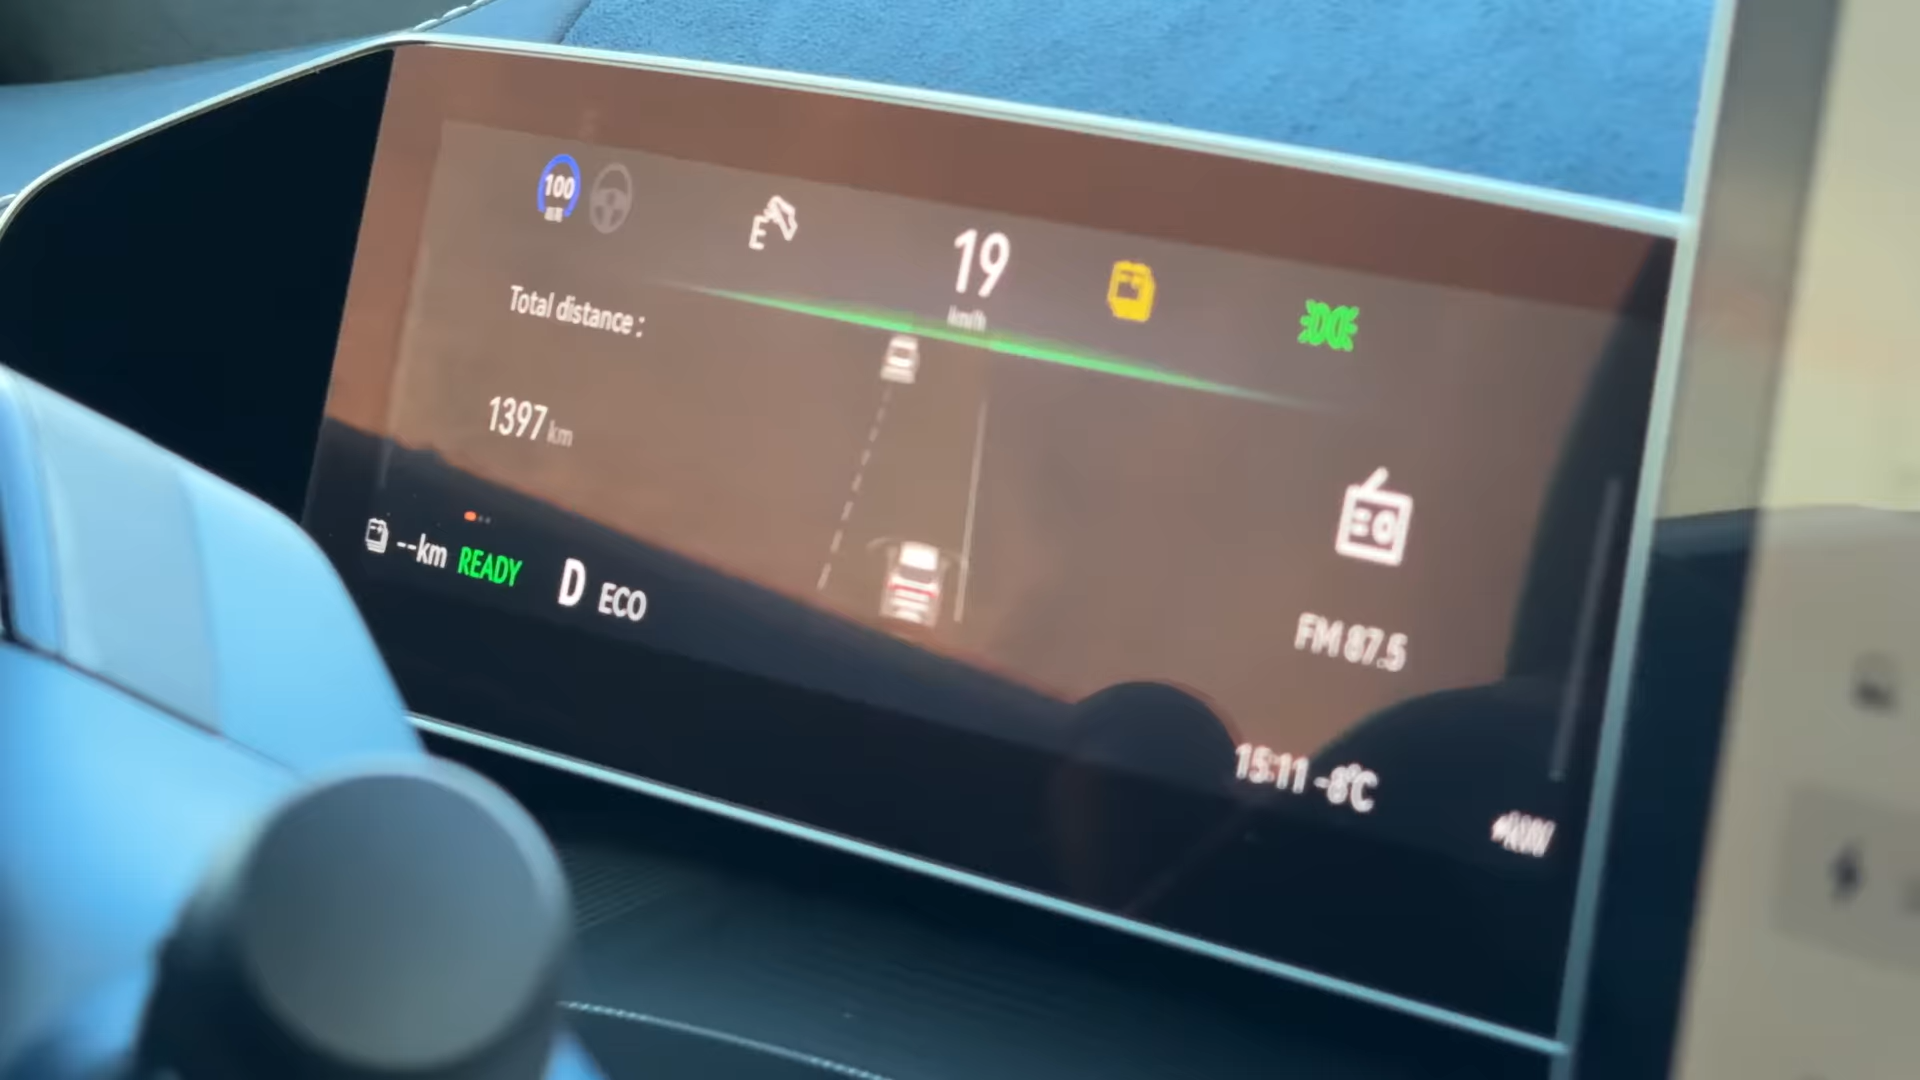 100
E
19
km/h
Total distance :
1397 km
--km READY D ECO
FM 87.5
15:11 -8°C